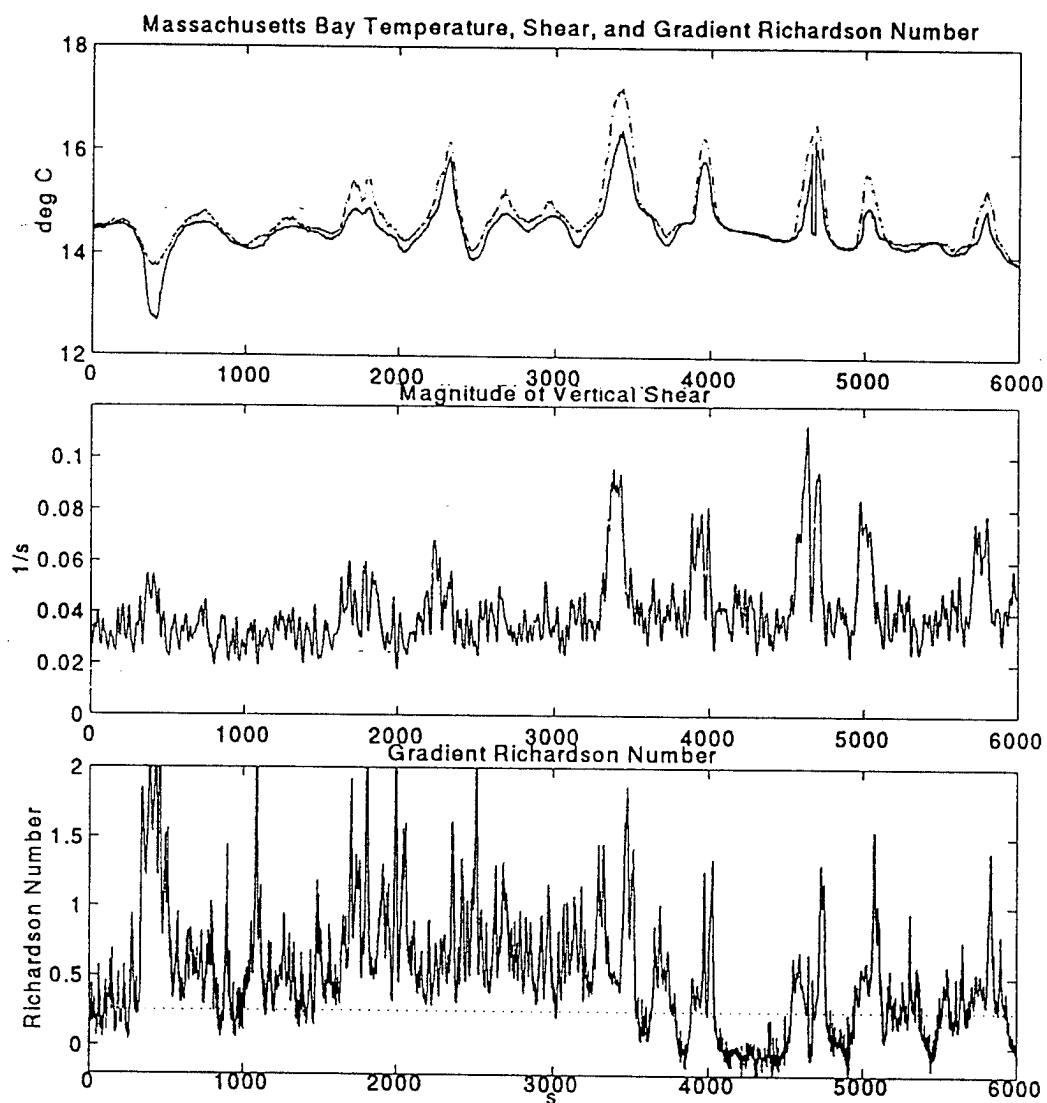 Massachusetts Bay Temperature, Shear, and Gradient Richardson Number
18
16
14
12
deg C
0 1000 2000 3000 4000 5000 6000
Magnitude of Vertical Shear
0.1
0.08
0.06
0.04
0.02
0
1/s
0 1000 2000 3000 4000 5000 6000
Gradient Richardson Number
2
1.5
1
0.5
0
Richardson Number
0 1000 2000 3000 4000 5000 6000
s